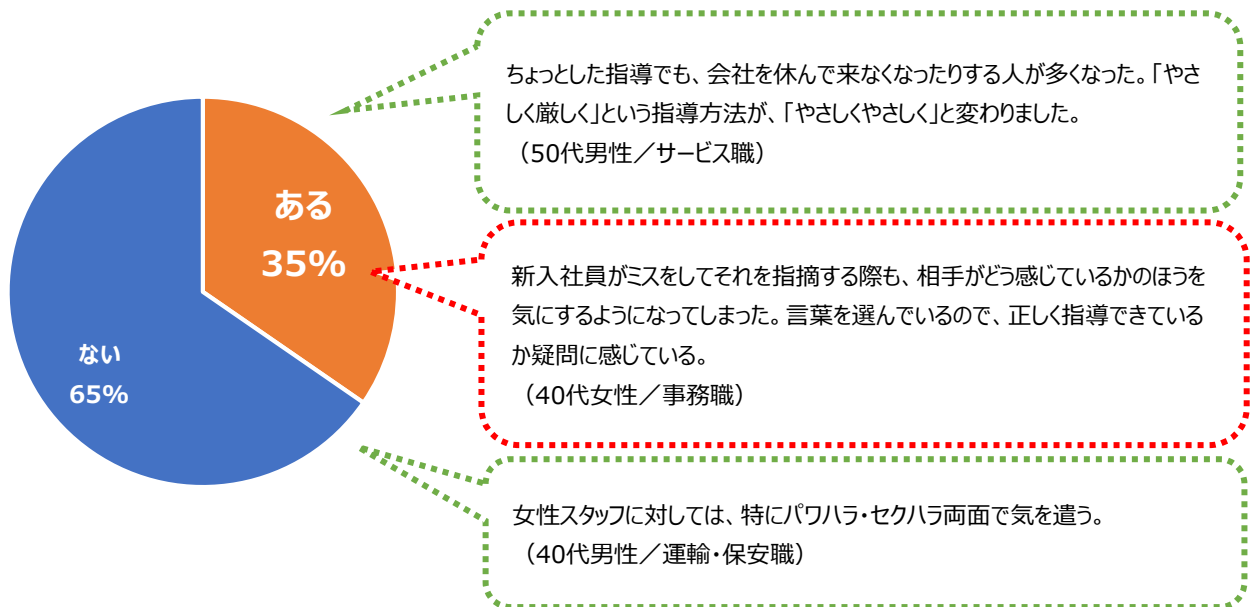 ちょっとした指導でも、会社を休んで来なくなったりする人が多くなった。「やさ
しく厳しく」という指導方法が、「やさしくやさしく」と変わりました。
（50代男性／サービス職）
ある
35%
新入社員がミスをしてそれを指摘する際も、相手がどう感じているかのほうを
気にするようになってしまった。言葉を選んでいるので、正しく指導できている
か疑問に感じている。
（40代女性／事務職）
ない
65%
女性スタッフに対しては、特にパワハラ・セクハラ両面で気を遣う。
（40代男性／運輸・保安職）